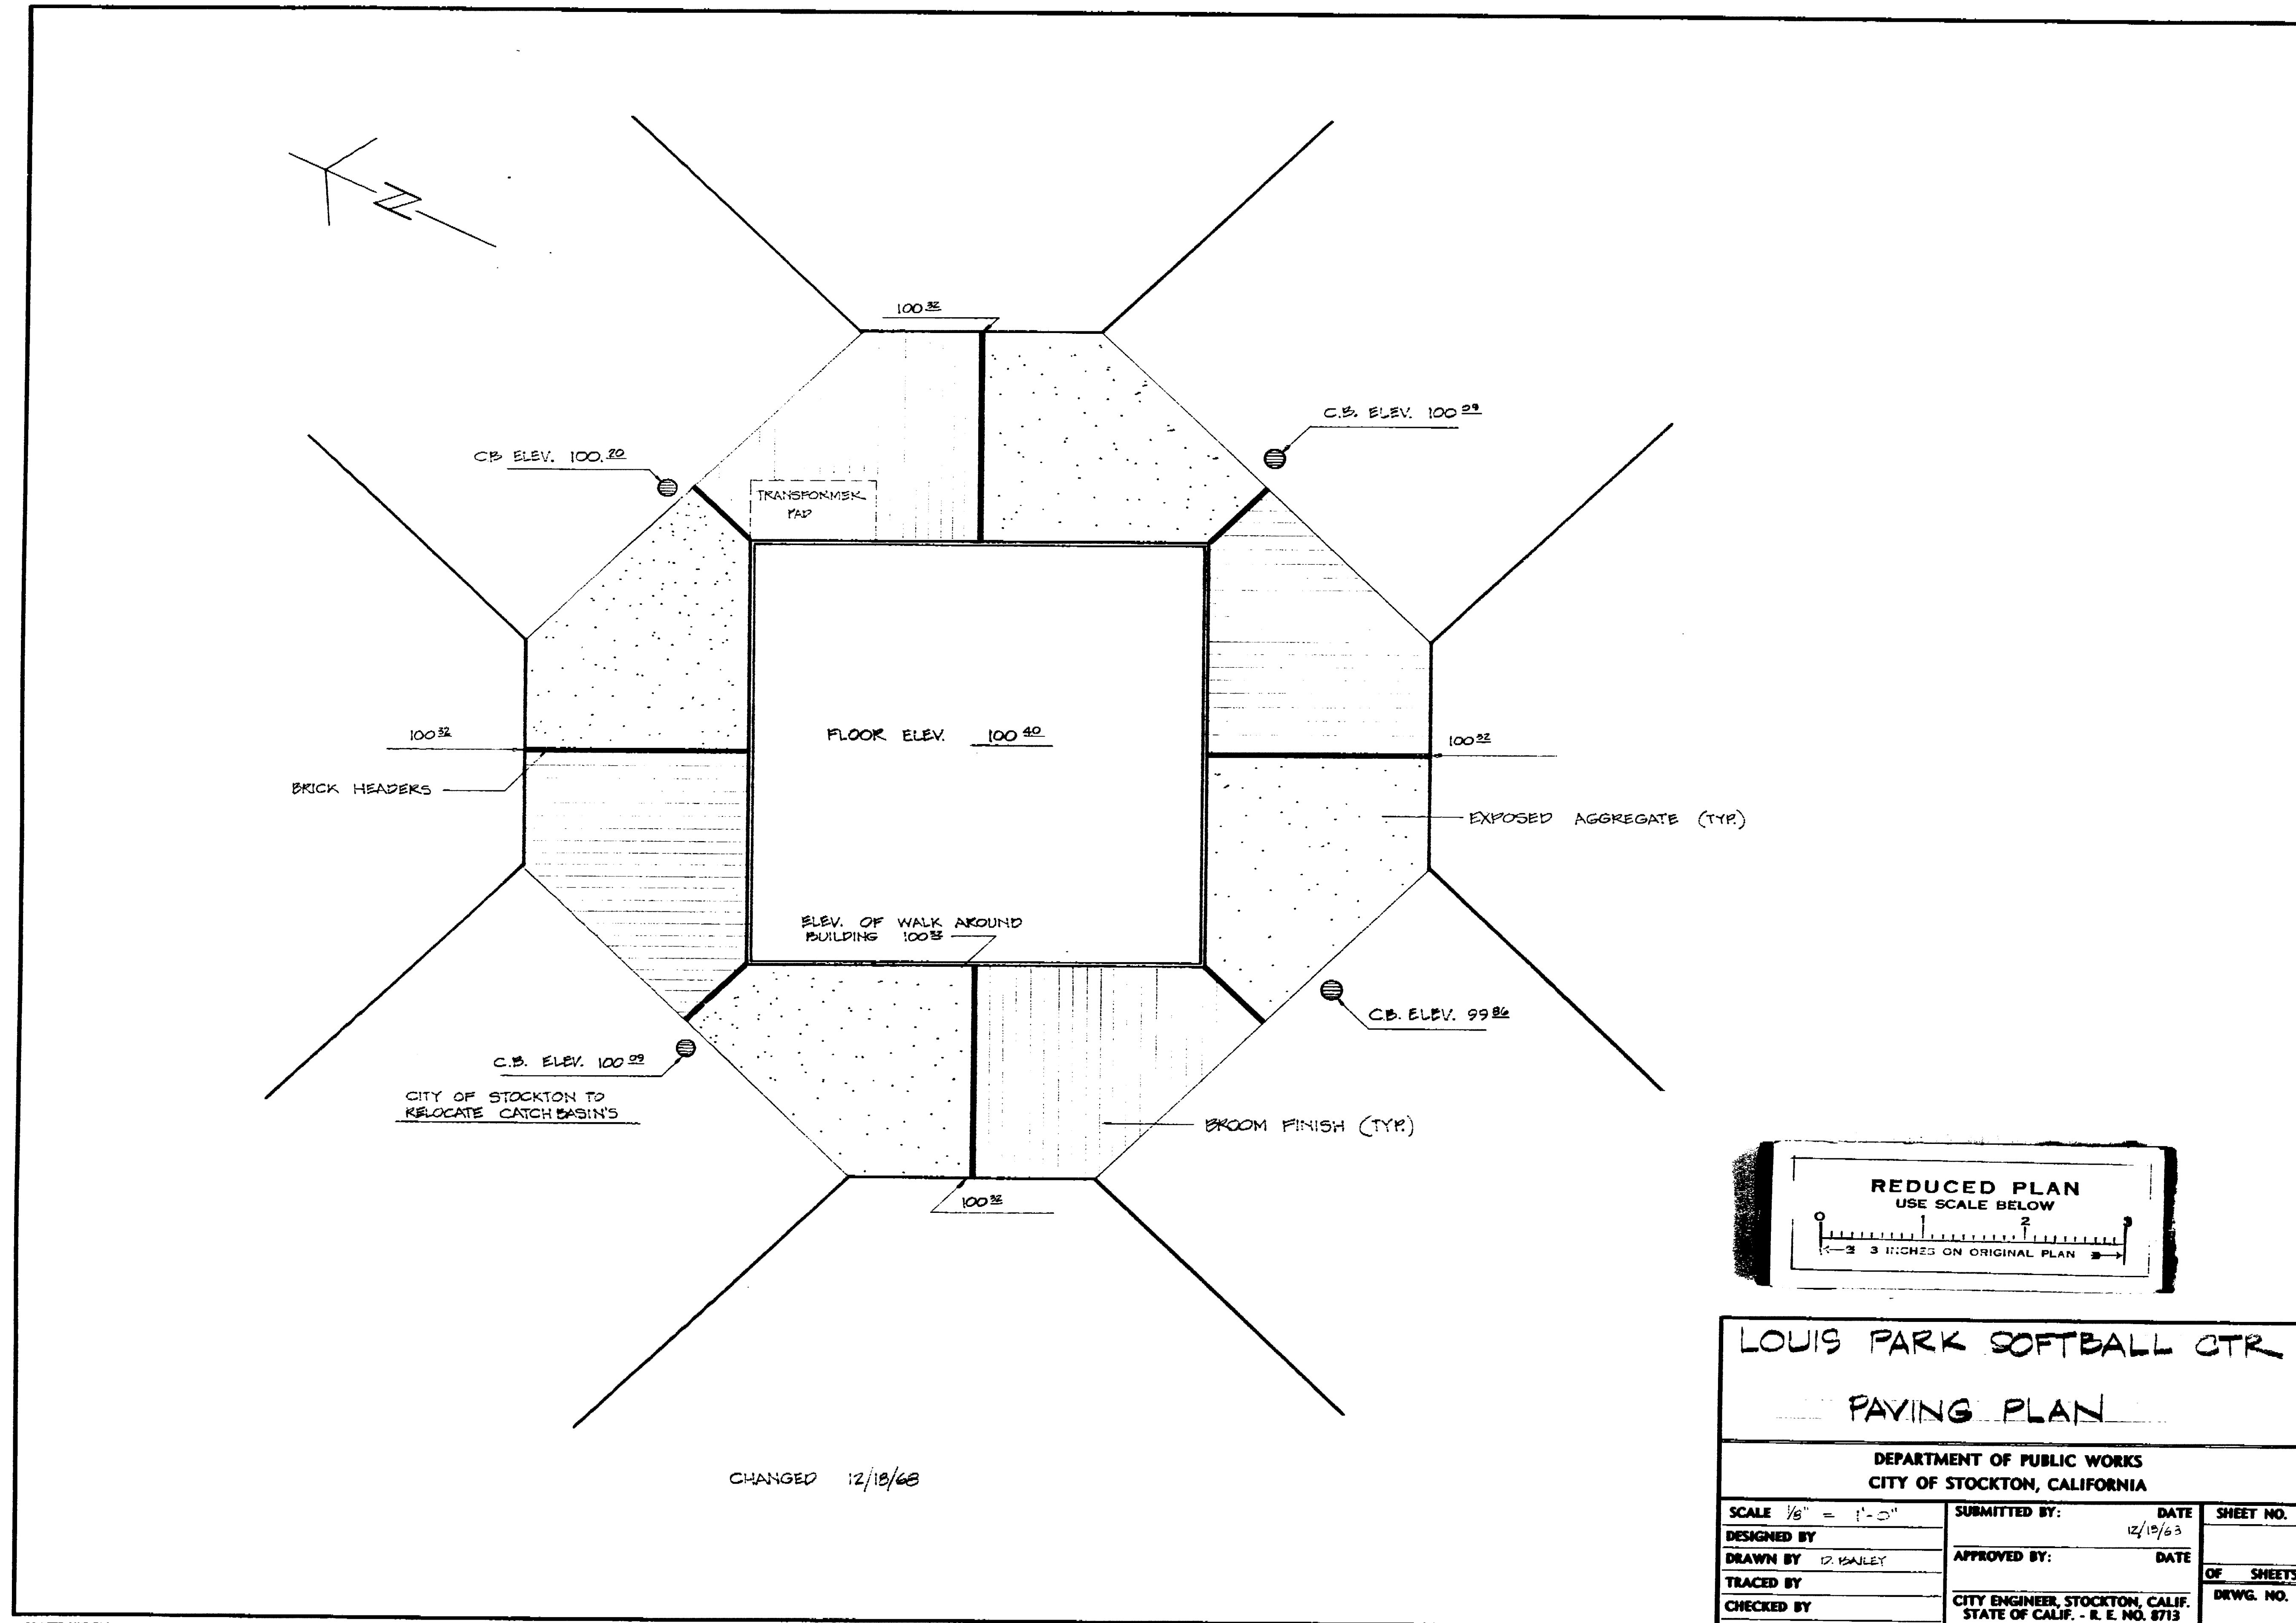 100 32
C.B. ELEV. 100 09
CB ELEV. 100.20
TRANSFORMER
PAD
100 32
FLOOR ELEV. 100 40
100 32
BRICK HEADERS
EXPOSED AGGREGATE (TYP.)
ELEV. OF WALK AROUND
BUILDING 100
C.B. ELEV. 99 86
C.B. ELEV. 100 09
CITY OF STOCKTON TO
RELOCATE CATCH BASIN'S
BROOM FINISH (TYP.)
100 32
CHANGED 12/18/68
REDUCED PLAN
USE SCALE BELOW
0 1 2 3
3 INCHES ON ORIGINAL PLAN
LOUIS PARK SOFTBALL CTR
PAVING PLAN
DEPARTMENT OF PUBLIC WORKS
CITY OF STOCKTON, CALIFORNIA
SCALE 1/8" = 1'-0"
DESIGNED BY
DRAWN BY D. BAILEY
TRACED BY
CHECKED BY
SUBMITTED BY: DATE
12/18/63
APPROVED BY: DATE
CITY ENGINEER, STOCKTON, CALIF.
STATE OF CALIF. - R. E. NO. 8713
SHEET NO.
OF SHEETS
DRWG. NO.